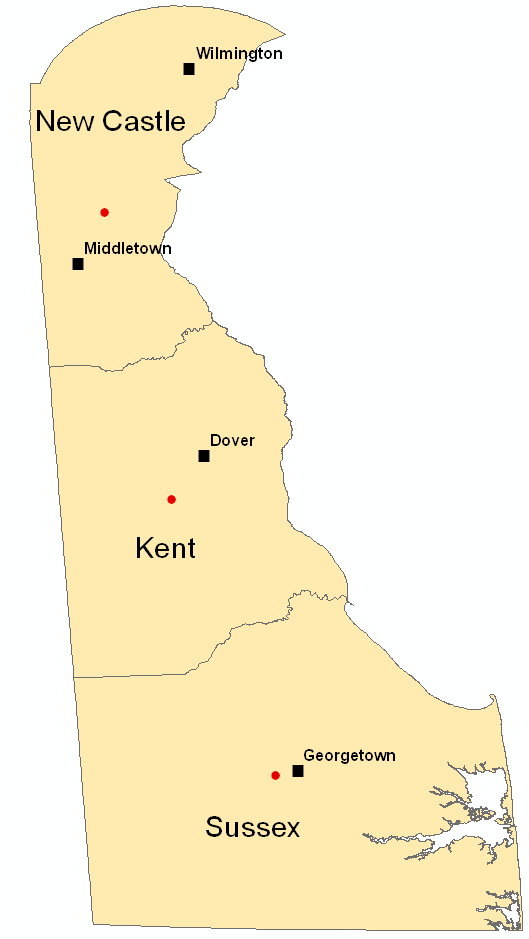 Wilmington
New Castle
Middletown
Dover
Kent
Georgetown
Sussex